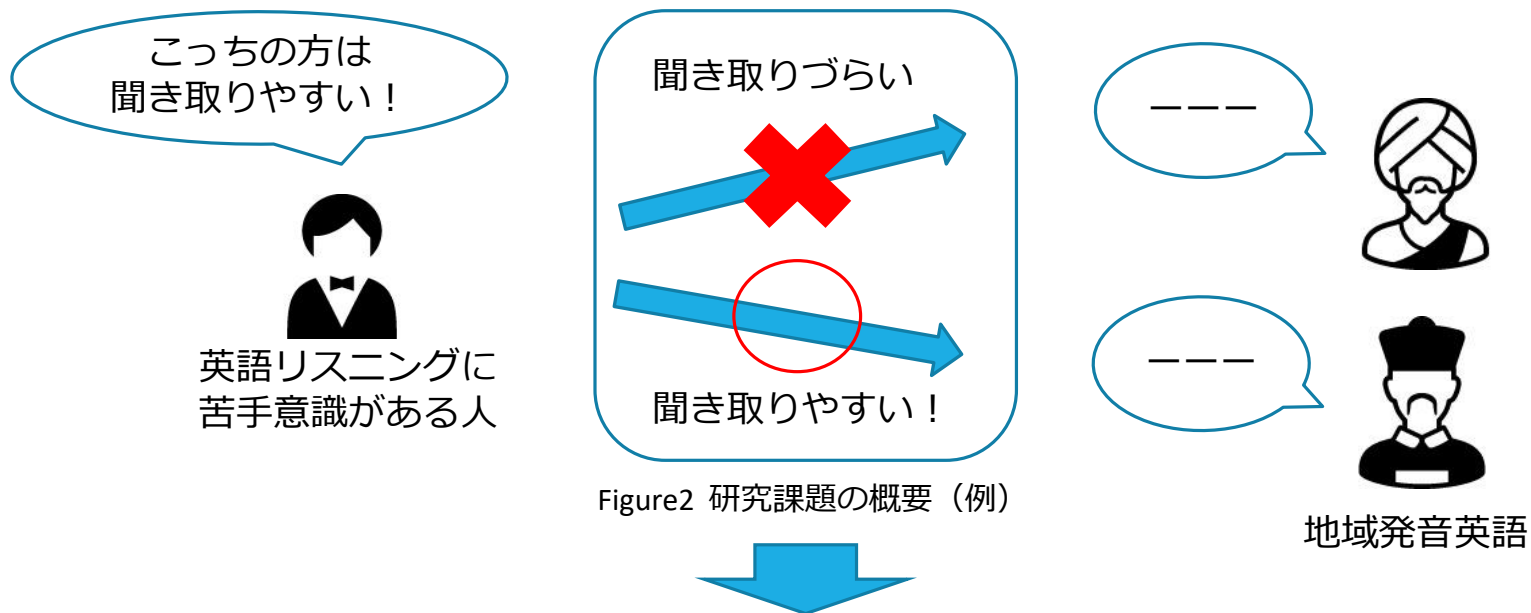 こっちの方は
聞き取りやすい！
聞き取りづらい
ーーー
英語リスニングに
苦手意識がある人
聞き取りやすい！
ーーー
Figure2 研究課題の概要（例）
地域発音英語